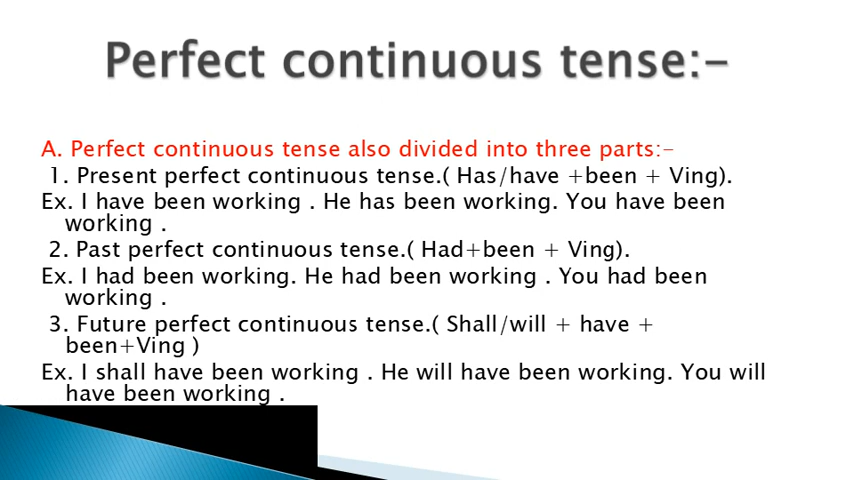 Perfect continuous tense:-
A. Perfect continuous tense also divided into three parts:-
1. Present perfect continuous tense.( Has/have +been + Ving).
Ex. I have been working . He has been working. You have been
working .
2. Past perfect continuous tense.( Had+been + Ving).
Ex. I had been working. He had been working . You had been
working .
3. Future perfect continuous tense.( Shall/will + have +
been+Ving )
Ex. I shall have been working . He will have been working. You will
have been working .